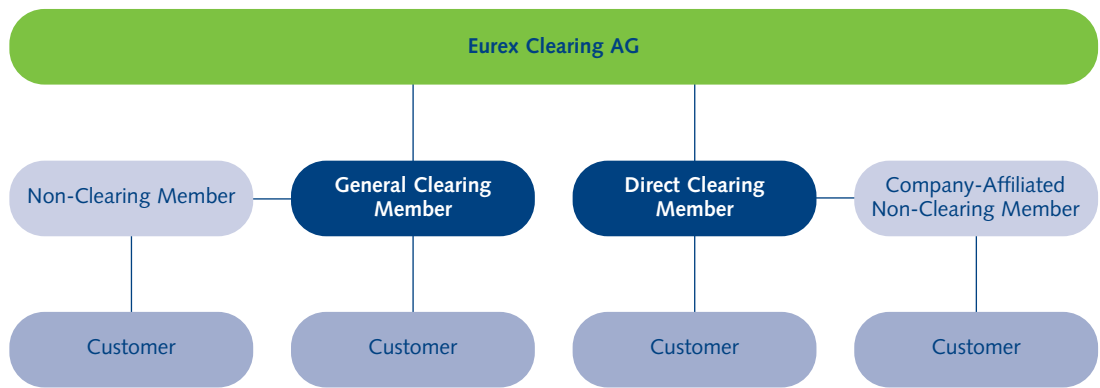 Eurex Clearing AG
Non-Clearing Member
General Clearing
Member
Direct Clearing
Member
Company-Affiliated
Non-Clearing Member
Customer
Customer
Customer
Customer